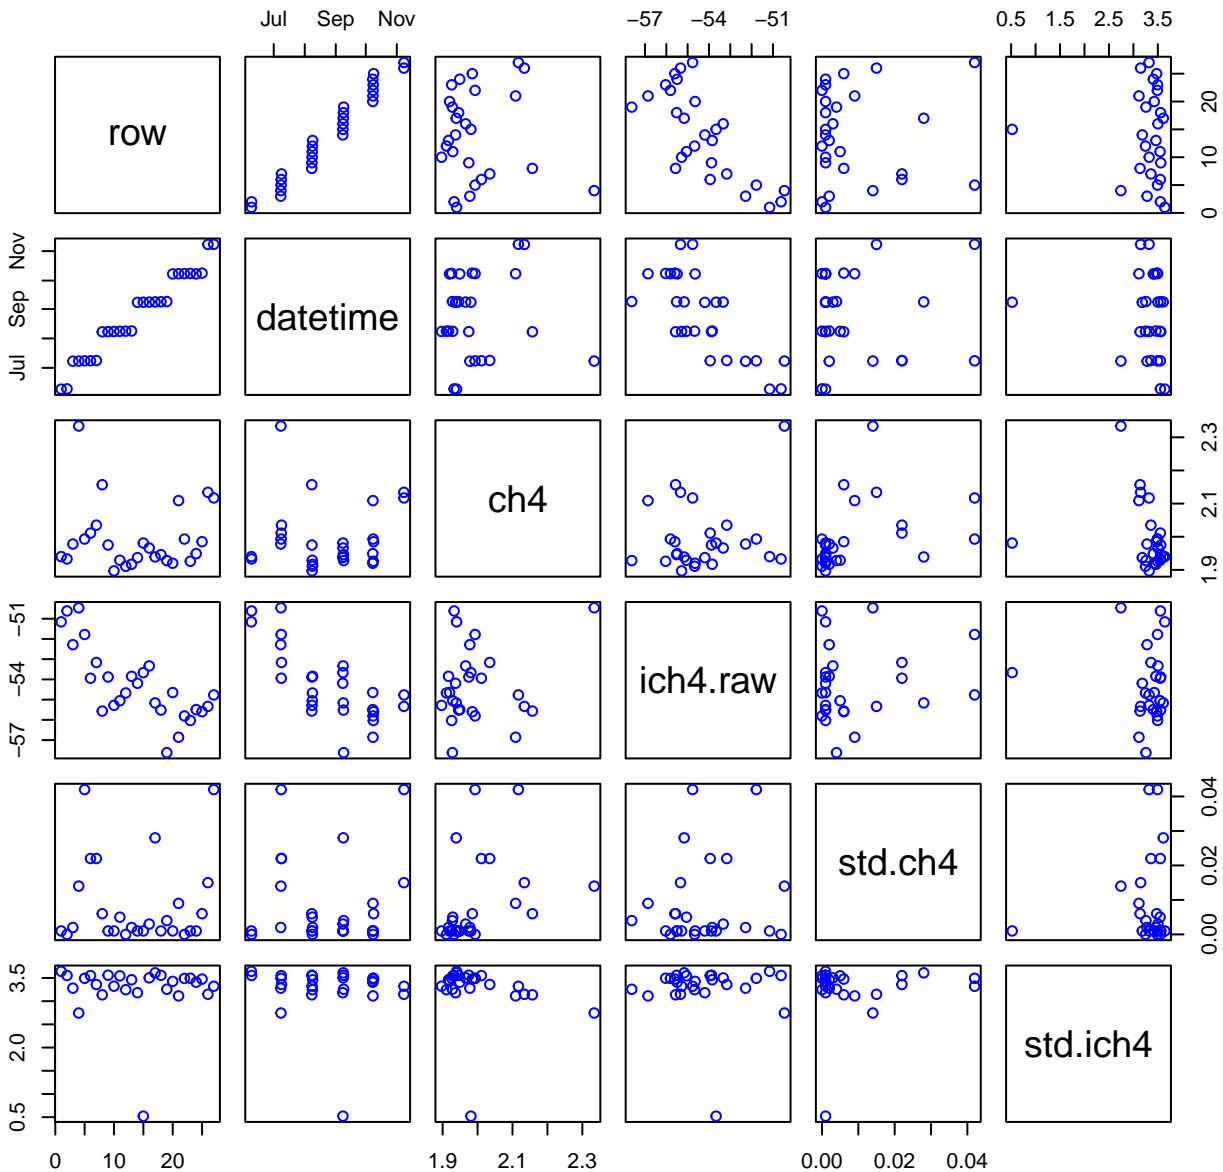 Jul Sep Nov
−57 −54 −51
0.5 1.5 2.5 3.5
row
0 10 20
Jul Sep Nov
datetime
ch4
1.9 2.1 2.3
−57 −54 −51
ich4.raw
std.ch4
0.00 0.02 0.04
0.5 2.0 3.5
std.ich4
0 10 20
1.9 2.1 2.3
0.00 0.02 0.04